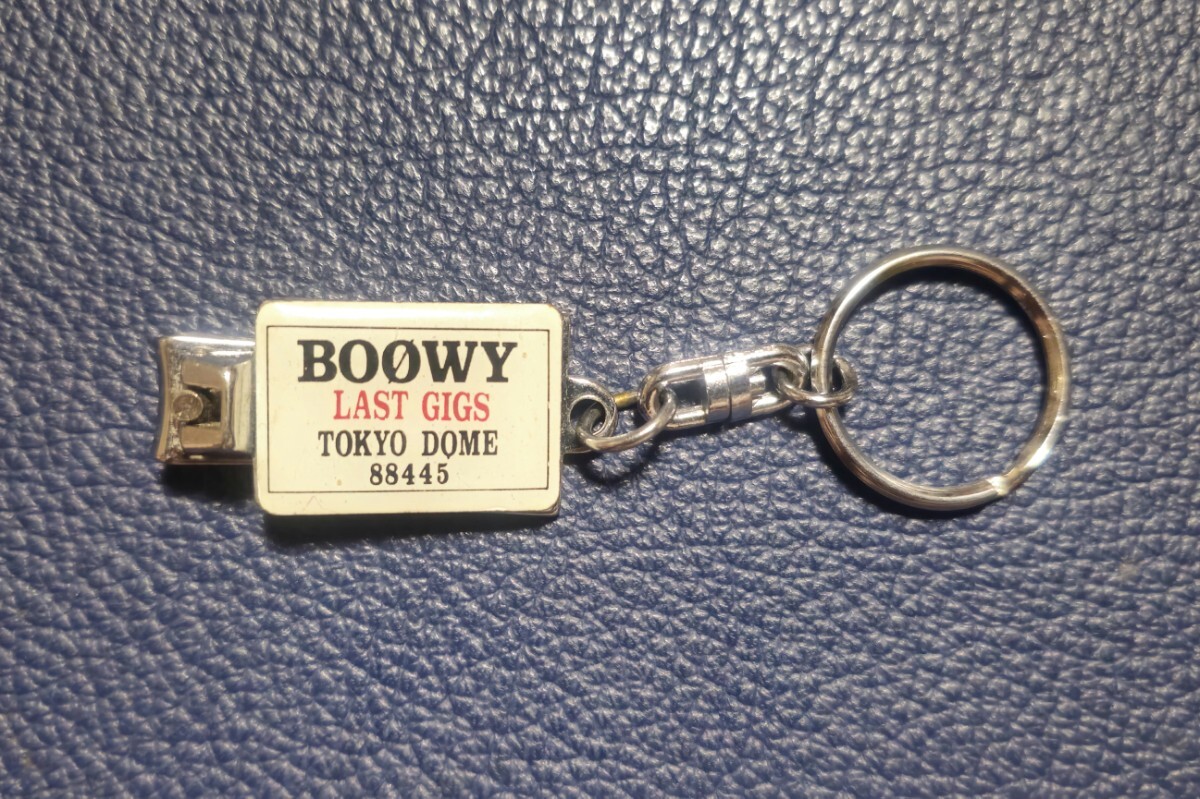 BOØWY
LAST GIGS
TOKYO DOME
88445